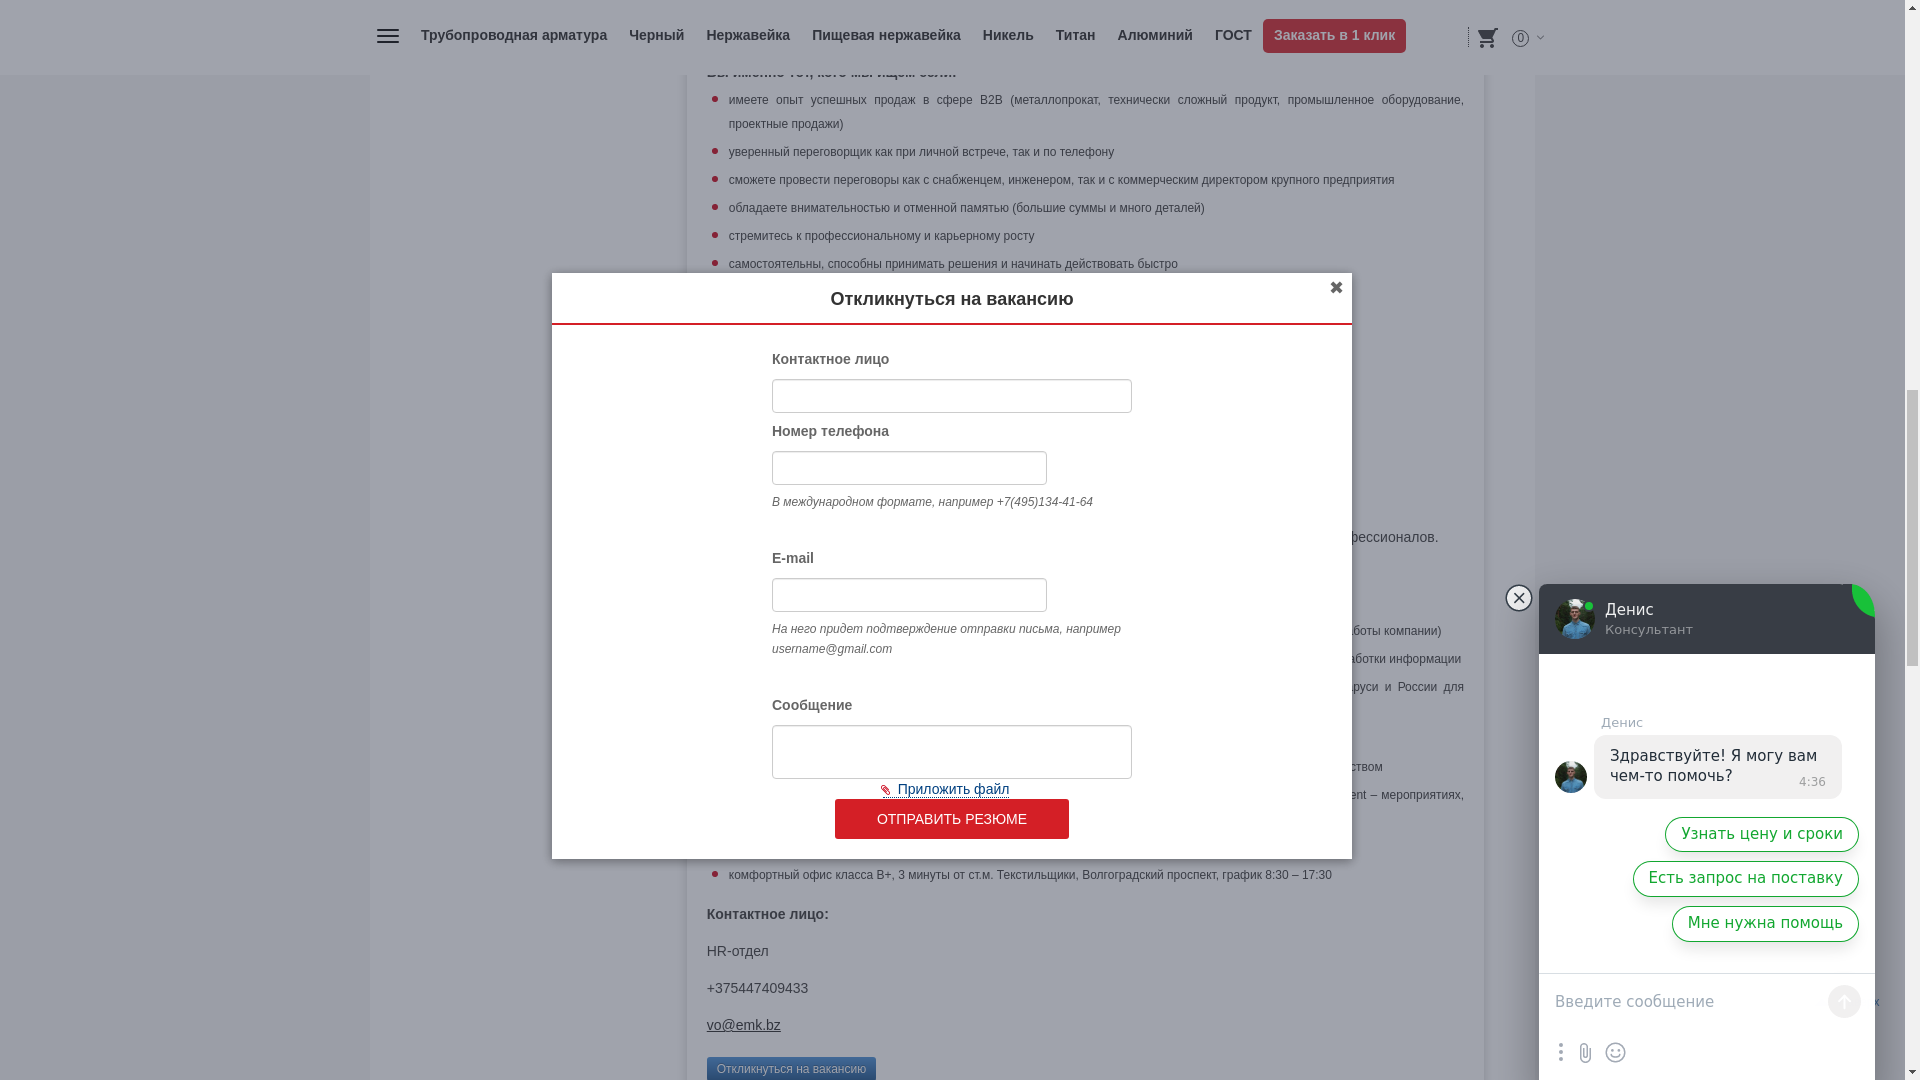 Трубопроводная арматура Черный Нержавейка Пищевая нержавейка Никель Титан Алюминий ГОСТ Заказать в 1 клик 0
имеете опыт успешных продаж в сфере B2B (металлопрокат, технически сложный продукт, промышленное оборудование,
проектные продажи)
уверенный переговорщик как при личной встрече, так и по телефону
сможете провести переговоры как с снабженцем, инженером, так и с коммерческим директором крупного предприятия
обладаете внимательностью и отменной памятью (большие суммы и много деталей)
стремитесь к профессиональному и карьерному росту
самостоятельны, способны принимать решения и начинать действовать быстро
Откликнуться на вакансию
Контактное лицо
Номер телефона
В международном формате, например +7(495)134-41-64
E-mail
На него придет подтверждение отправки письма, например
username@gmail.com
Сообщение
Приложить файл
ОТПРАВИТЬ РЕЗЮМЕ
фессионалов.
аботы компании)
аботки информации
аруси и России для
ством
ent – мероприятиях,
комфортный офис класса B+, 3 минуты от ст.м. Текстильщики, Волгоградский проспект, график 8:30 – 17:30
Контактное лицо:
HR-отдел
+375447409433
vo@emk.bz
Откликнуться на вакансию
Денис
Консультант
Денис
Здравствуйте! Я могу вам
чем-то помочь?
4:36
Узнать цену и сроки
Есть запрос на поставку
Мне нужна помощь
Введите сообщение